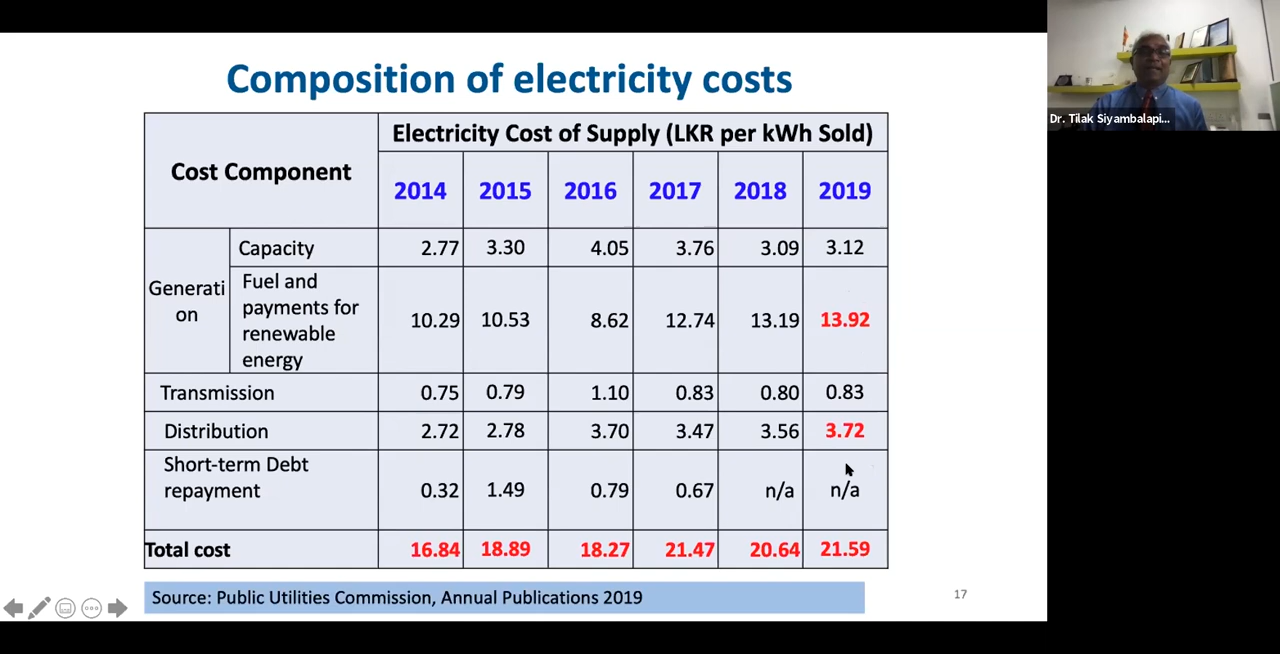 Composition of electricity costs
Cost Component
Electricity Cost of Supply (LKR per kWh Sold)
2014 2015 2016 2017 2018 2019
Generati
on
Capacity 2.77 3.30 4.05 3.76 3.09 3.12
Fuel and
payments for
renewable
energy
10.29 10.53 8.62 12.74 13.19 13.92
Transmission 0.75 0.79 1.10 0.83 0.80 0.83
Distribution 2.72 2.78 3.70 3.47 3.56 3.72
Short-term Debt
repayment 0.32 1.49 0.79 0.67 n/a n/a
Total cost 16.84 18.89 18.27 21.47 20.64 21.59
Source: Public Utilities Commission, Annual Publications 2019
17
Dr. Tilak Siyambalapi...